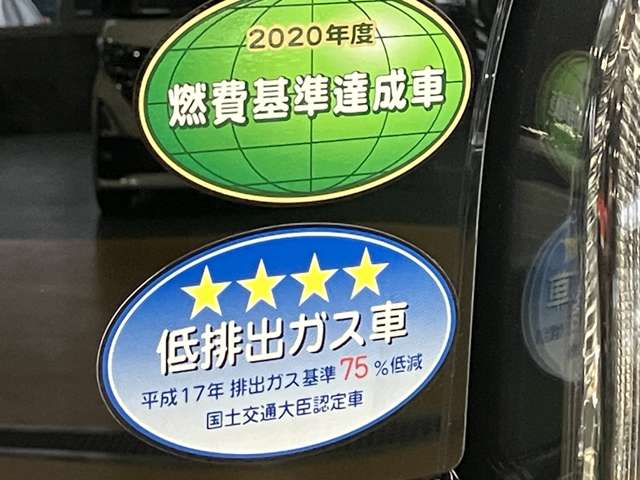 2020年度
燃費基準達成車
低排出ガス車
平成17年 排出ガス基準 75 %低減
国土交通大臣認定車
車